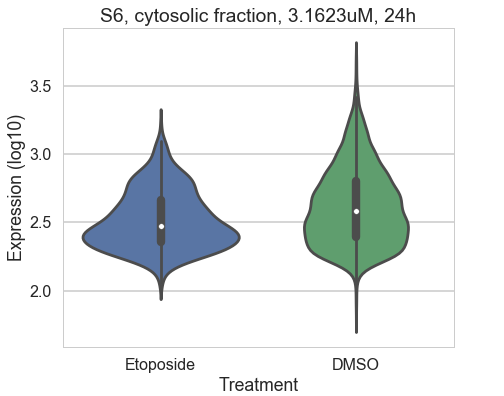 S6, cytosolic fraction, 3.1623uM, 24h
Expression (log10)
3.5
3.0
2.5
2.0
Etoposide DMSO
Treatment